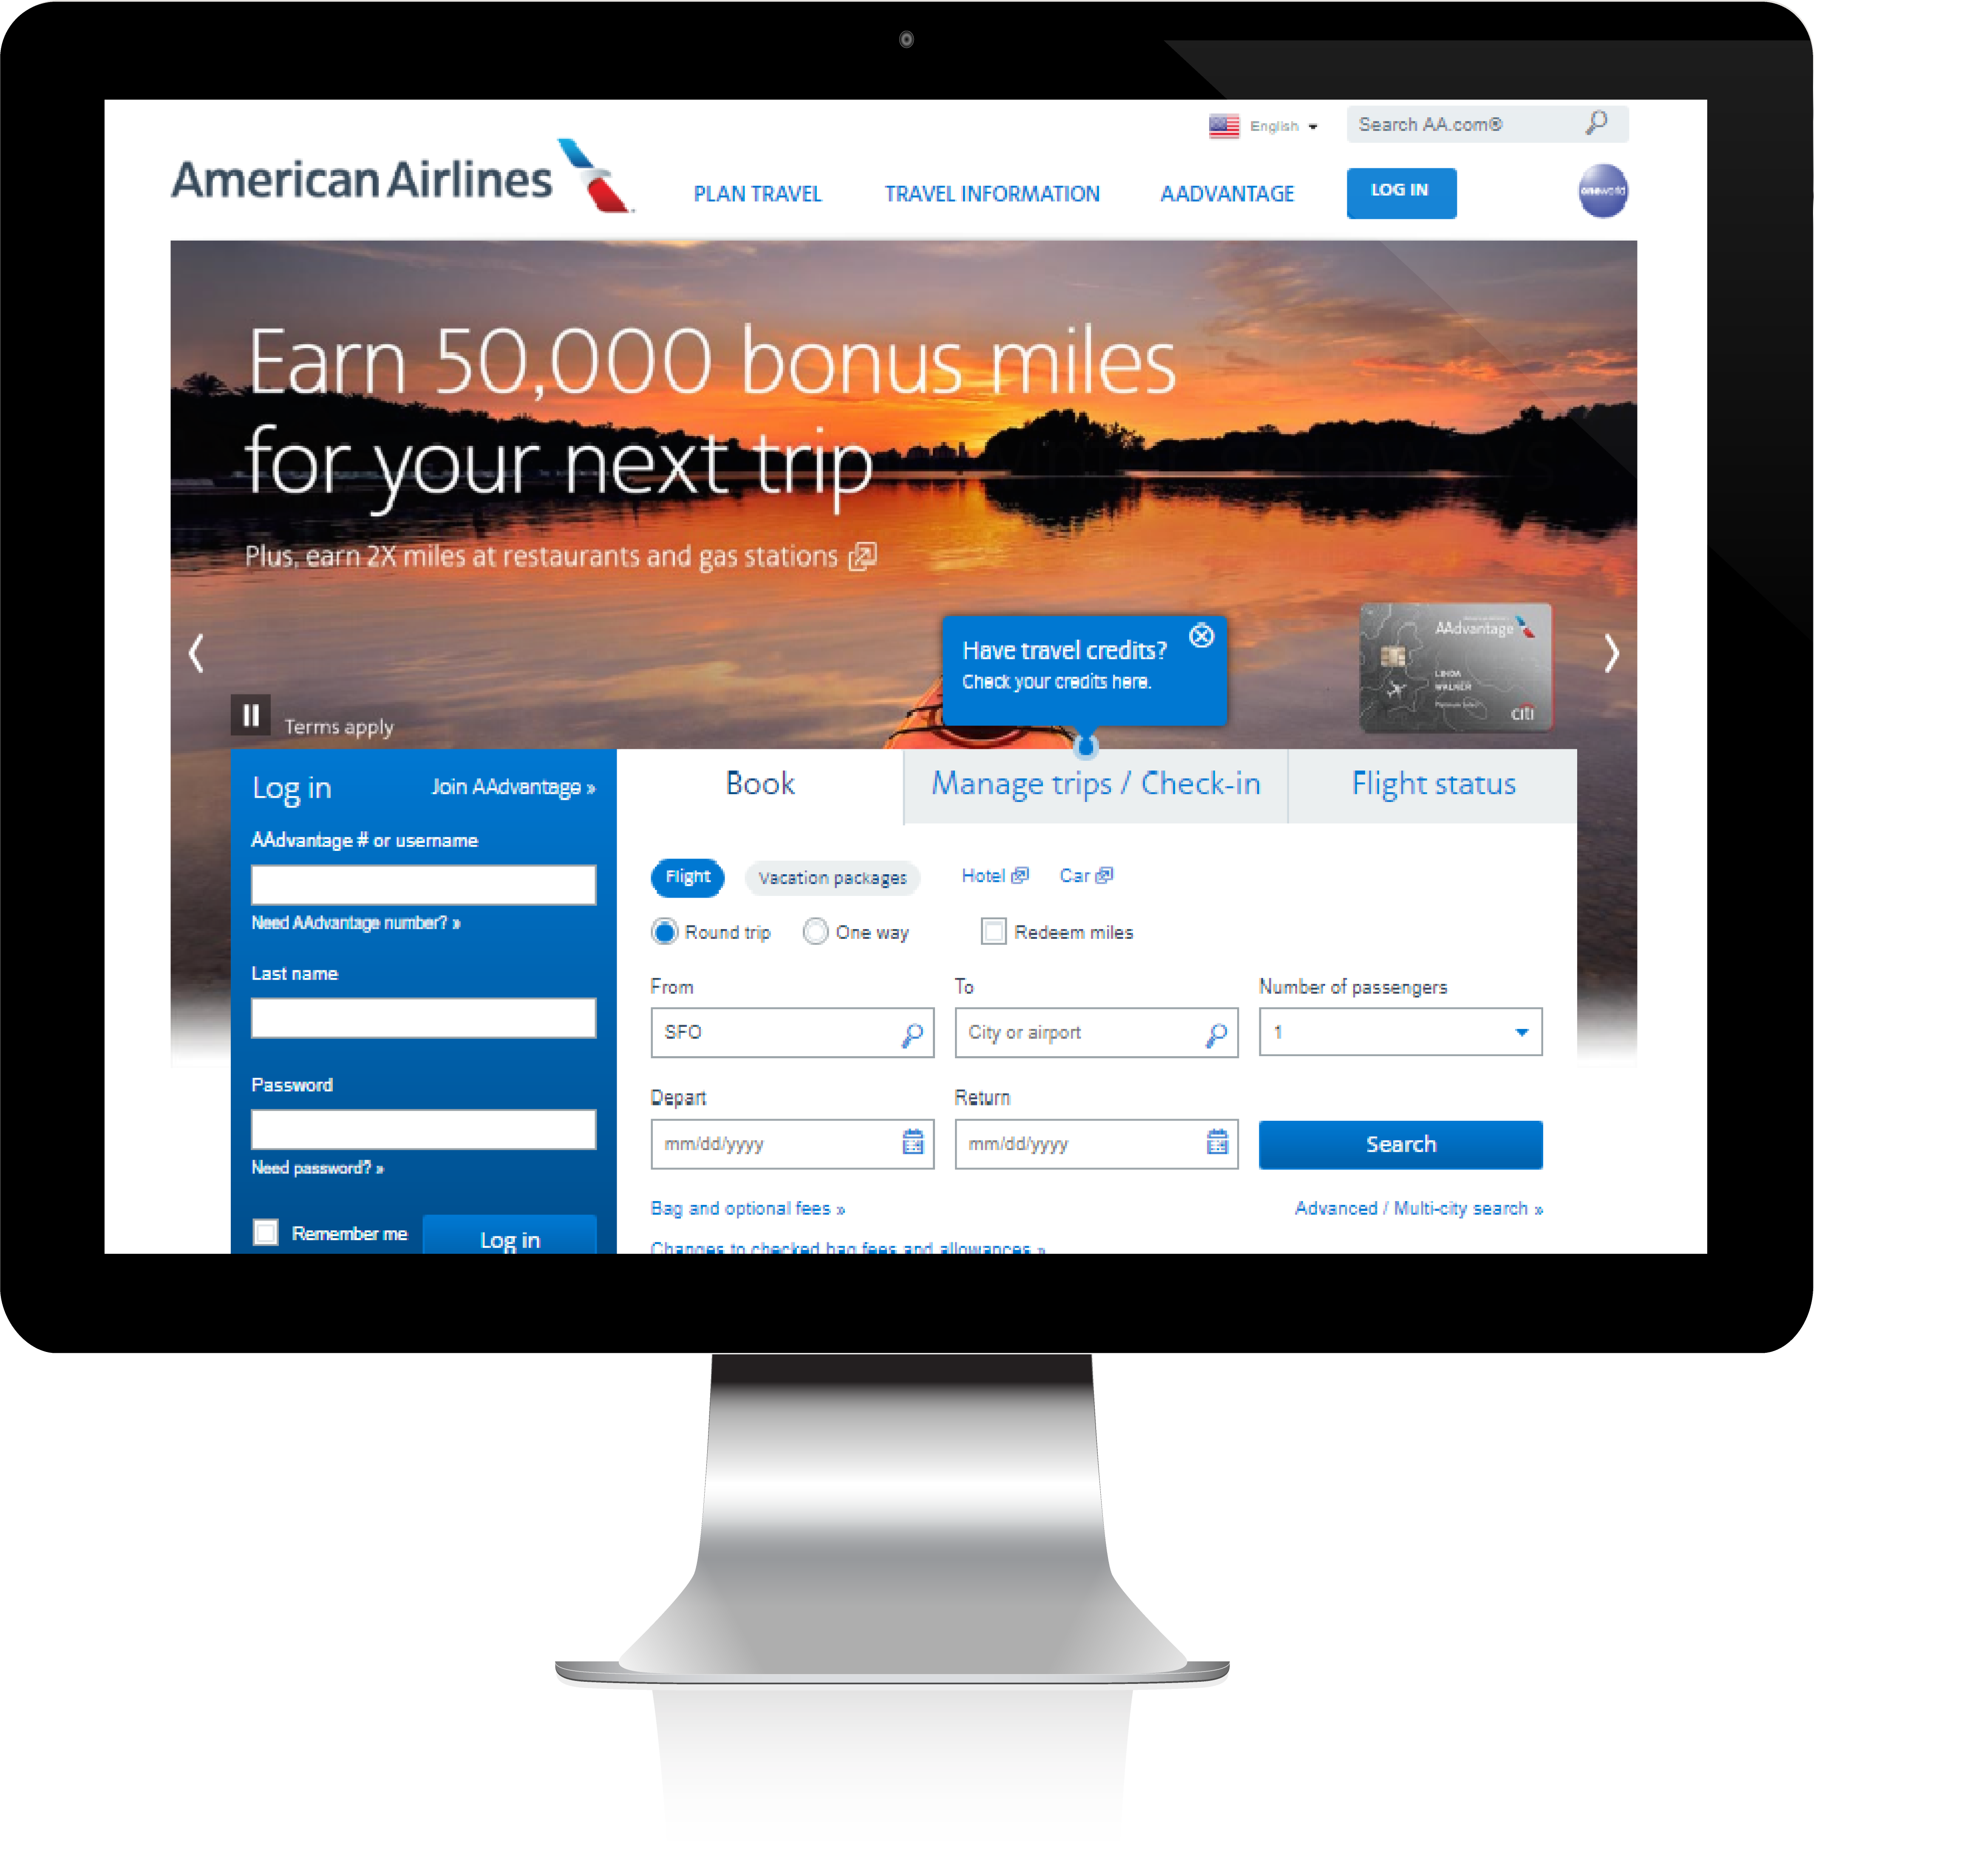 English
Search AA.com®
American Airlines
PLAN TRAVEL
TRAVEL INFORMATION
AADVANTAGE
LOG IN
oneworld
Earn 50,000 bonus miles
for your next trip
Plus, earn 2X miles at restaurants and gas stations
Have travel credits?
Check your credits here.
AAdvantage
LINDA
WALKER
citi
Terms apply
Log in
Join AAdvantage »
AAdvantage # or username
Need AAdvantage number? »
Last name
Password
Need password? »
Remember me
Log in
Book
Manage trips / Check-in
Flight status
Flight
Vacation packages
Hotel
Car
Round trip
One way
Redeem miles
From
To
Number of passengers
SFO
City or airport
1
Depart
Return
mm/dd/yyyy
mm/dd/yyyy
Search
Bag and optional fees »
Advanced / Multi-city search »
Changes to checked bag fees and allowances »